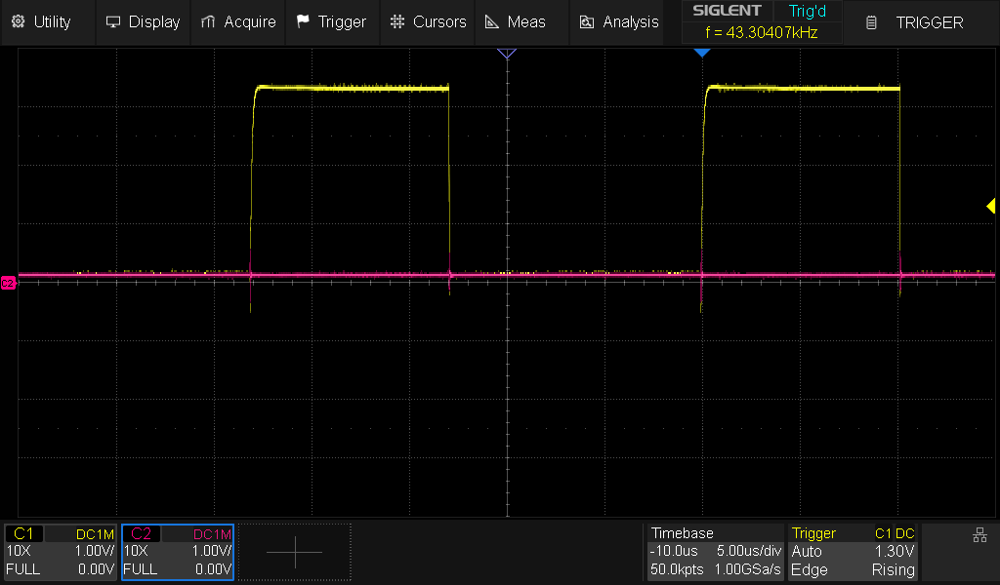 Utility Display Acquire Trigger Cursors Meas Analysis SIGLENT Trig'd TRIGGER
f = 43.30407kHz
C2
C1 DC1M C2 DC1M Timebase Trigger C1 DC
10X 1.00V/ 10X 1.00V/ -10.0us 5.00us/div Auto 1.30V
FULL 0.00V FULL 0.00V 50.0kpts 1.00GSa/s Edge Rising